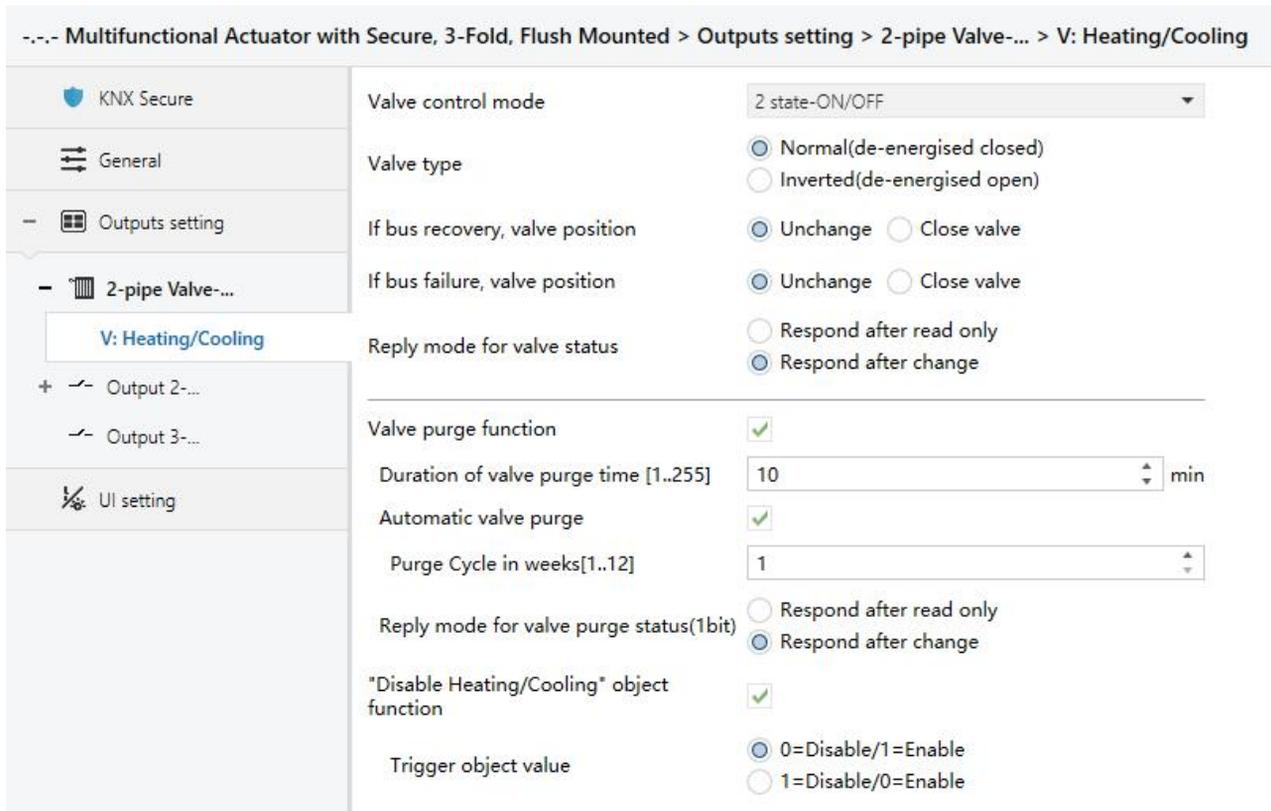 -.-.- Multifunctional Actuator with Secure, 3-Fold, Flush Mounted > Outputs setting > 2-pipe Valve-... > V: Heating/Cooling
KNX Secure
General
Outputs setting
2-pipe Valve-...
V: Heating/Cooling
Output 2-...
Output 3-...
UI setting
Valve control mode
2 state-ON/OFF
Valve type
Normal(de-energised closed)
Inverted(de-energised open)
If bus recovery, valve position
Unchange Close valve
If bus failure, valve position
Unchange Close valve
Reply mode for valve status
Respond after read only
Respond after change
Valve purge function
Duration of valve purge time [1..255]
10 min
Automatic valve purge
Purge Cycle in weeks[1..12]
1
Reply mode for valve purge status(1bit)
Respond after read only
Respond after change
"Disable Heating/Cooling" object
function
Trigger object value
0=Disable/1=Enable
1=Disable/0=Enable